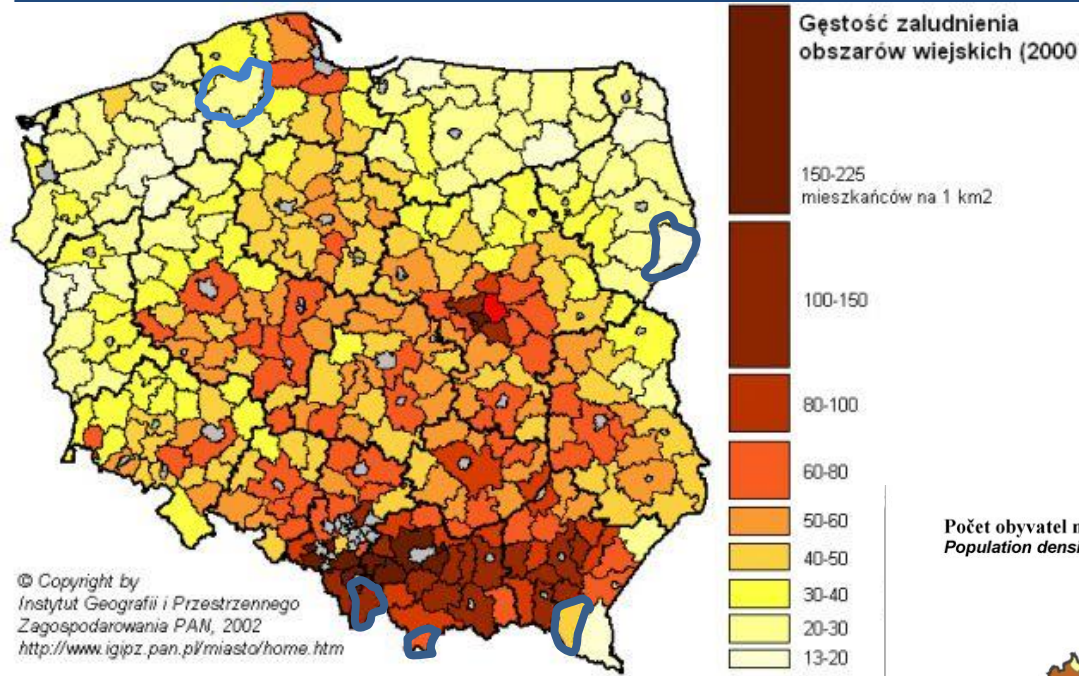 Gęstość zaludnienia
obszarów wiejskich (2000
150-225
mieszkańców na 1 km2
100-150
80-100
60-80
50-60
40-50
30-40
20-30
13-20
© Copyright by
Instytut Geografii i Przestrzennego
Zagospodarowania PAN, 2002
http://www.igipz.pan.pl/miasto/home.htm
Počet obyvatel
Population